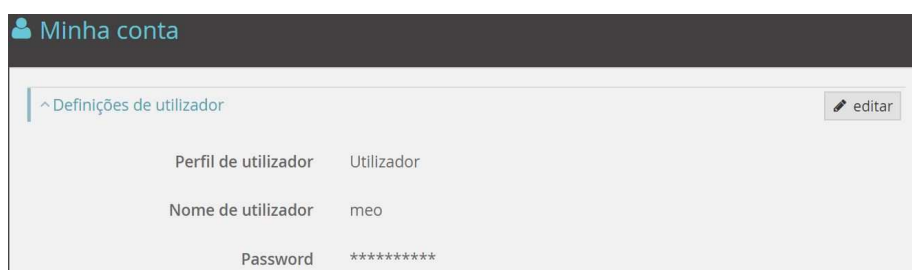 Minha conta
^ Definições de utilizador editar
Perfil de utilizador Utilizador
Nome de utilizador meo
Password **********